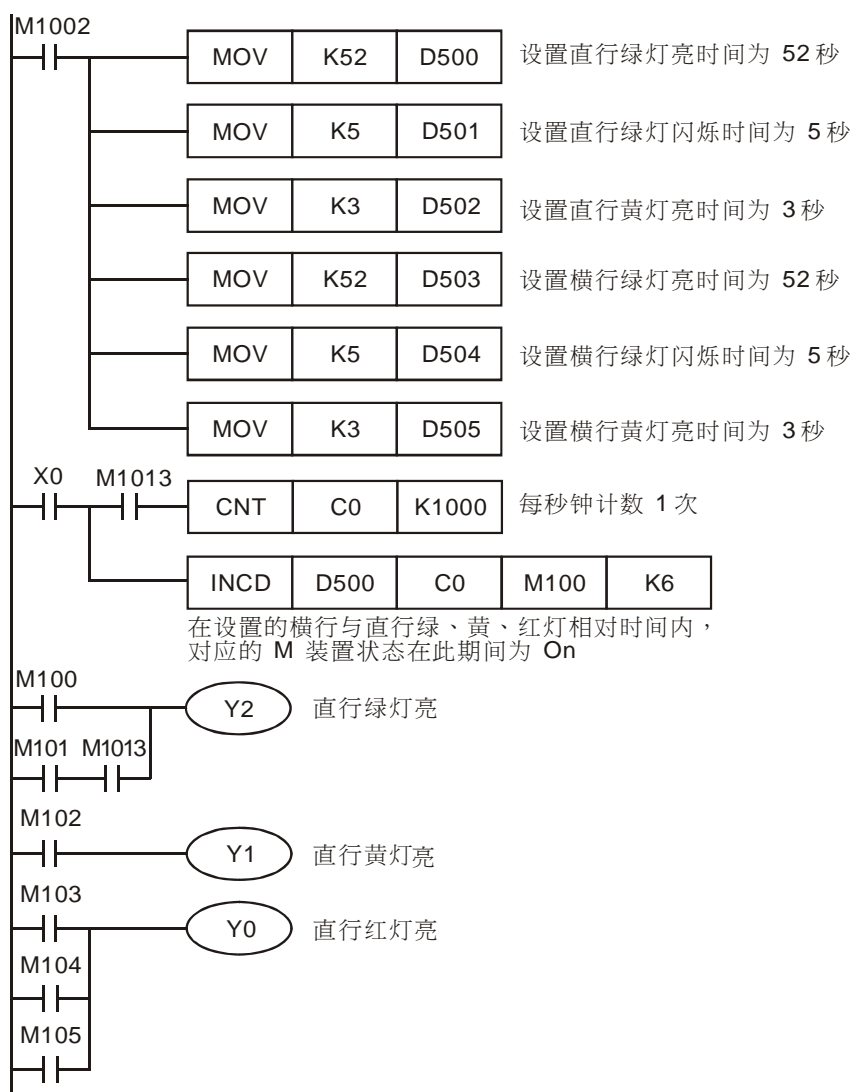 M1002
MOV K52 D500 设置直行绿灯亮时间为 52 秒
MOV K5 D501 设置直行绿灯闪烁时间为 5 秒
MOV K3 D502 设置直行黄灯亮时间为 3 秒
MOV K52 D503 设置横行绿灯亮时间为 52 秒
MOV K5 D504 设置横行绿灯闪烁时间为 5 秒
MOV K3 D505 设置横行黄灯亮时间为 3 秒
X0 M1013
CNT C0 K1000 每秒钟计数 1 次
INCD D500 C0 M100 K6
在设置的横行与直行绿、黄、红灯相对时间内，
对应的 M 装置状态在此期间为 On
M100
Y2 直行绿灯亮
M101 M1013
M102
Y1 直行黄灯亮
M103
Y0 直行红灯亮
M104
M105